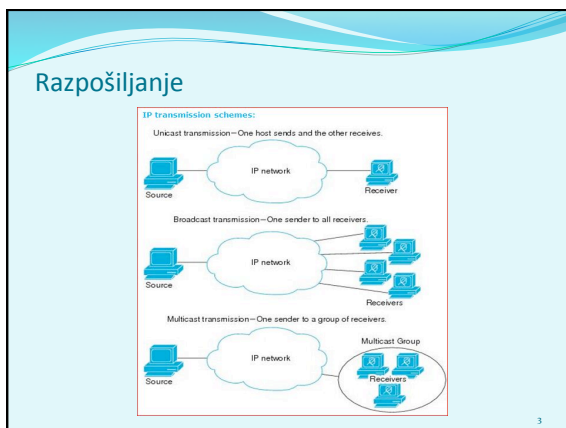 Razpošiljanje
IP transmission schemes:
Unicast transmission—One host sends and the other receives.
IP network
Source
Receiver
Broadcast transmission—One sender to all receivers.
IP network
Source
Receivers
Multicast transmission—One sender to a group of receivers.
Multicast Group
IP network
Receivers
Source
3